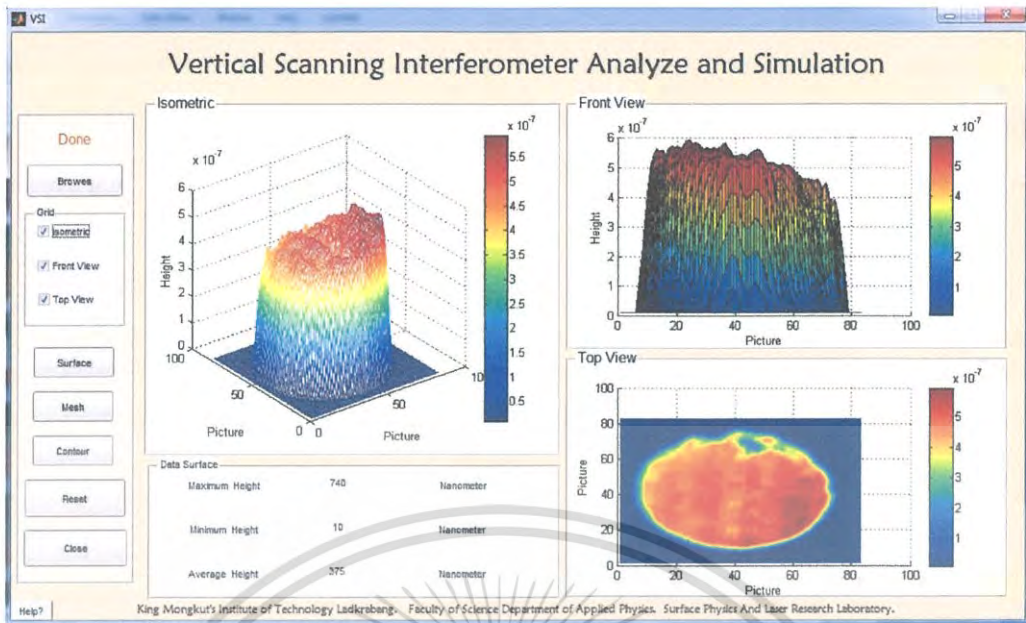 VSI
Vertical Scanning Interferometer Analyze and Simulation
Done
Browes
Grid
Isometric
Front View
Top View
Surface
Mesh
Contour
Reset
Close
Help?
Isometric
x 10⁻⁷
6
5
4
3
2
1
0
Height
100
50
0
Picture
0
50
10
Picture
x 10⁻⁷
5.5
5
4.5
4
3.5
3
2.5
2
1.5
1
0.5
Front View
x 10⁻⁷
6
5
4
3
2
1
0
Height
0 20 40 60 80 100
Picture
x 10⁻⁷
5
4
3
2
1
Top View
100
80
60
40
20
0
Picture
0 20 40 60 80 100
Picture
x 10⁻⁷
5
4
3
2
1
Data Surface
Maximum Height 740 Nanometer
Minimum Height 10 Nanometer
Average Height 375 Nanometer
King Mongkut's Institute of Technology Ladkrabang. Faculty of Science Department of Applied Physics. Surface Physics And Laser Research Laboratory.